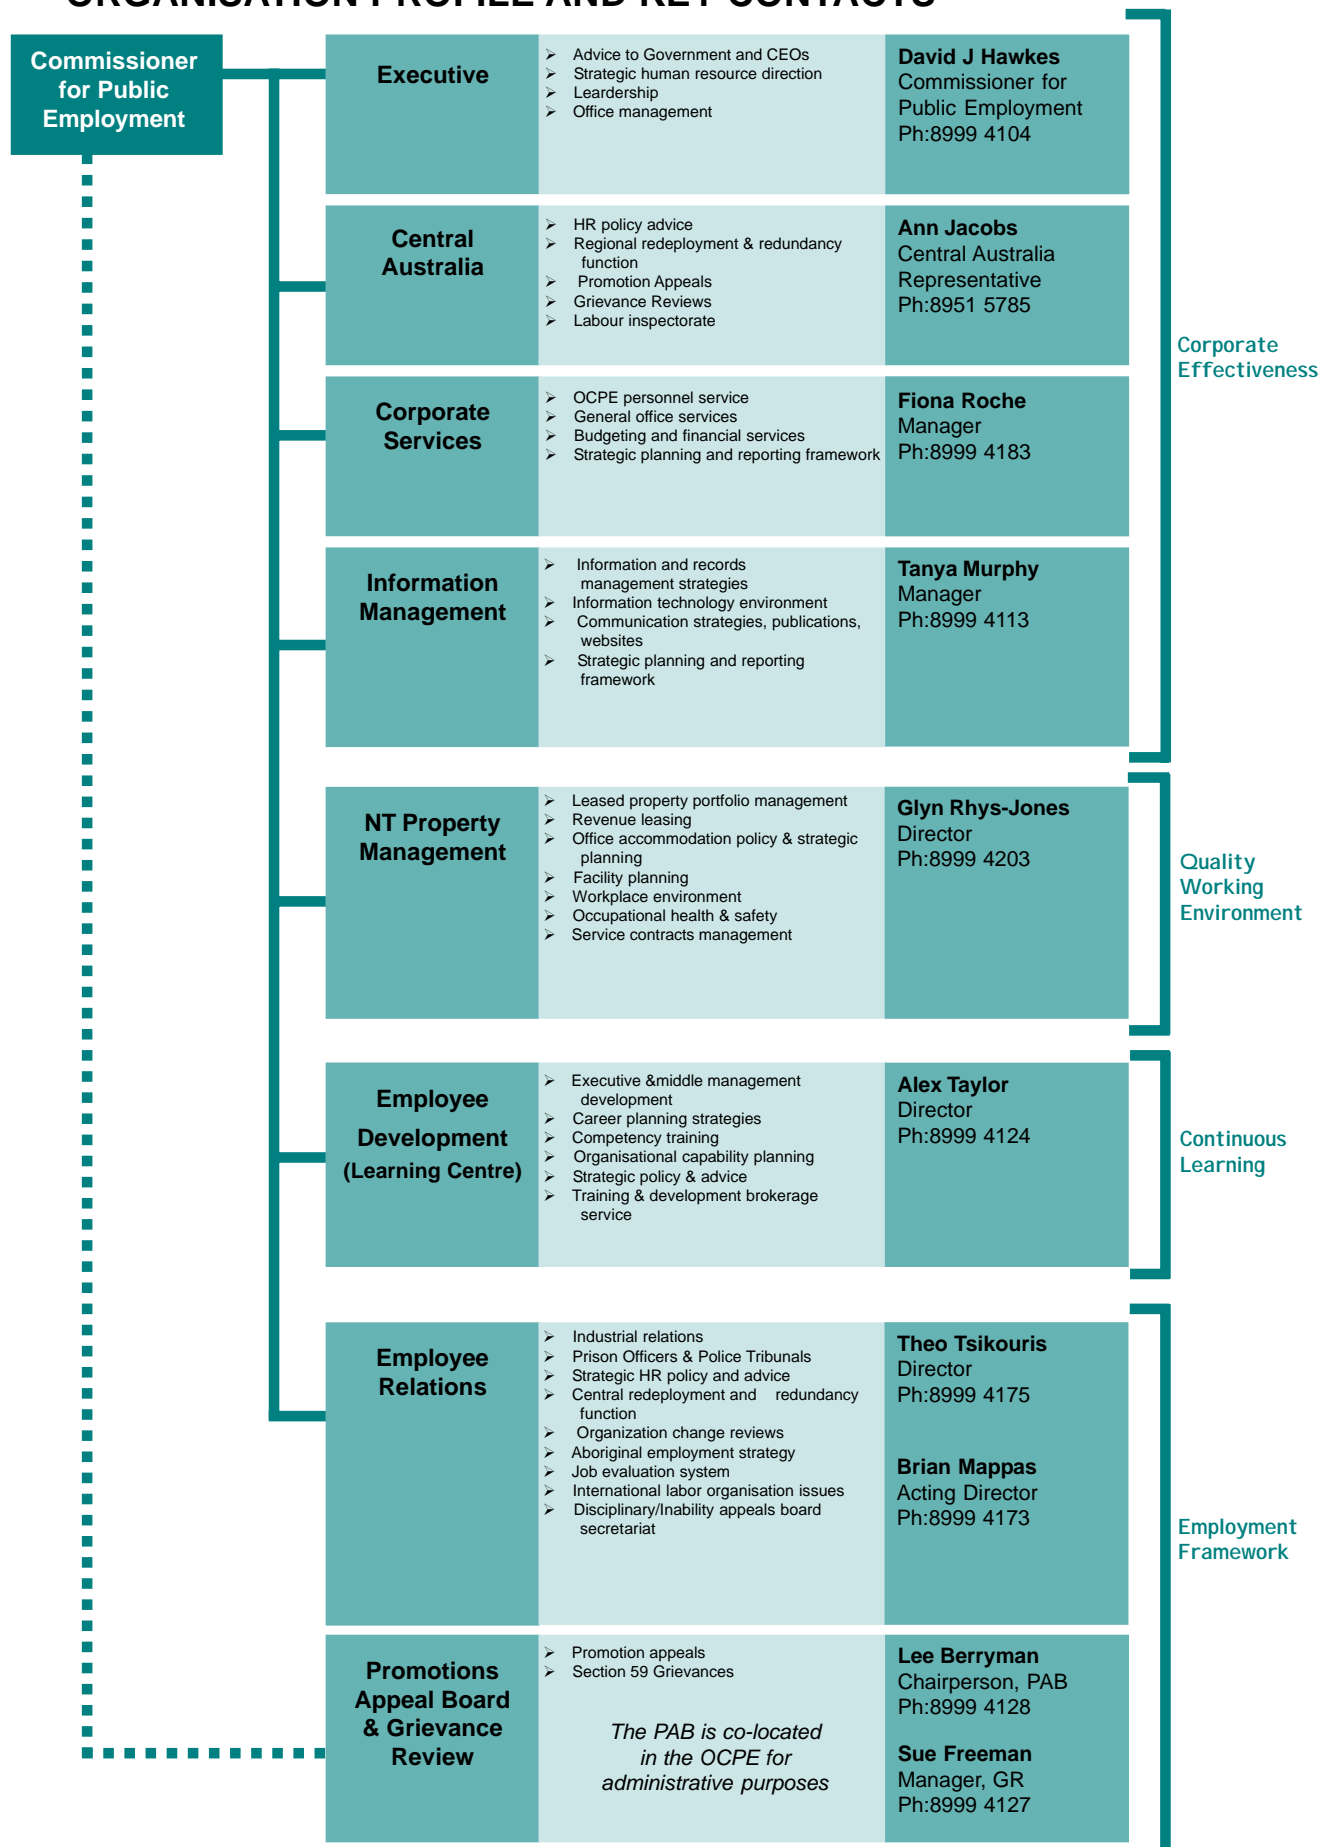 ORGANISATION PROFILE AND KEY CONTACTS
Commissioner
for Public
Employment
Executive
➢ Advice to Government and CEOs
➢ Strategic human resource direction
➢ Leardership
➢ Office management
David J Hawkes
Commissioner for
Public Employment
Ph:8999 4104
Central
Australia
➢ HR policy advice
➢ Regional redeployment & redundancy
function
➢ Promotion Appeals
➢ Grievance Reviews
➢ Labour inspectorate
Ann Jacobs
Central Australia
Representative
Ph:8951 5785
Corporate
Services
➢ OCPE personnel service
➢ General office services
➢ Budgeting and financial services
➢ Strategic planning and reporting framework
Fiona Roche
Manager
Ph:8999 4183
Information
Management
➢ Information and records
management strategies
➢ Information technology environment
➢ Communication strategies, publications,
websites
➢ Strategic planning and reporting
framework
Tanya Murphy
Manager
Ph:8999 4113
Corporate
Effectiveness
NT Property
Management
➢ Leased property portfolio management
➢ Revenue leasing
➢ Office accommodation policy & strategic
planning
➢ Facility planning
➢ Workplace environment
➢ Occupational health & safety
➢ Service contracts management
Glyn Rhys-Jones
Director
Ph:8999 4203
Quality
Working
Environment
Employee
Development
(Learning Centre)
➢ Executive &middle management
development
➢ Career planning strategies
➢ Competency training
➢ Organisational capability planning
➢ Strategic policy & advice
➢ Training & development brokerage
service
Alex Taylor
Director
Ph:8999 4124
Continuous
Learning
Employee
Relations
➢ Industrial relations
➢ Prison Officers & Police Tribunals
➢ Strategic HR policy and advice
➢ Central redeployment and redundancy
function
➢ Organization change reviews
➢ Aboriginal employment strategy
➢ Job evaluation system
➢ International labor organisation issues
➢ Disciplinary/Inability appeals board
secretariat
Theo Tsikouris
Director
Ph:8999 4175
Brian Mappas
Acting Director
Ph:8999 4173
Promotions
Appeal Board
& Grievance
Review
➢ Promotion appeals
➢ Section 59 Grievances
The PAB is co-located
in the OCPE for
administrative purposes
Lee Berryman
Chairperson, PAB
Ph:8999 4128
Sue Freeman
Manager, GR
Ph:8999 4127
Employment
Framework